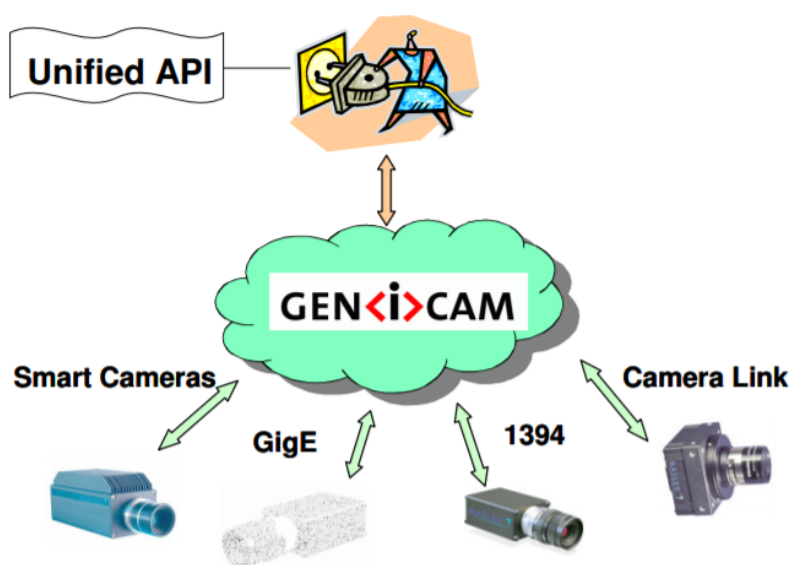 Unified API
GEN<i>CAM
Smart Cameras
Camera Link
GigE
1394